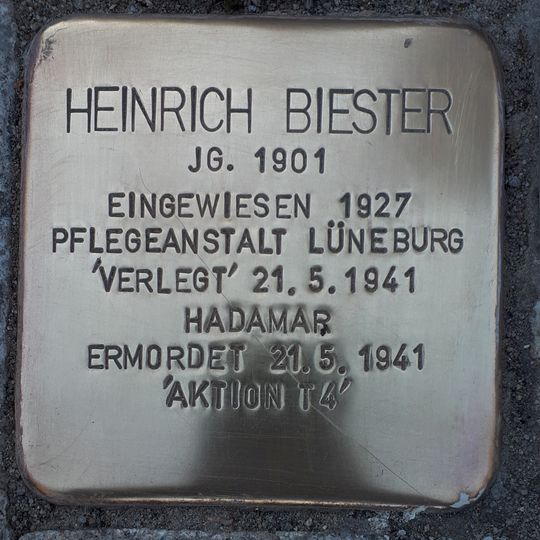 HEINRICH BIESTER
JG. 1901
EINGEWIESEN 1927
PFLEGEANSTALT LÜNEBURG
'VERLEGT' 21.5.1941
HADAMAR
ERMORDET 21.5.1941
'AKTION T4'